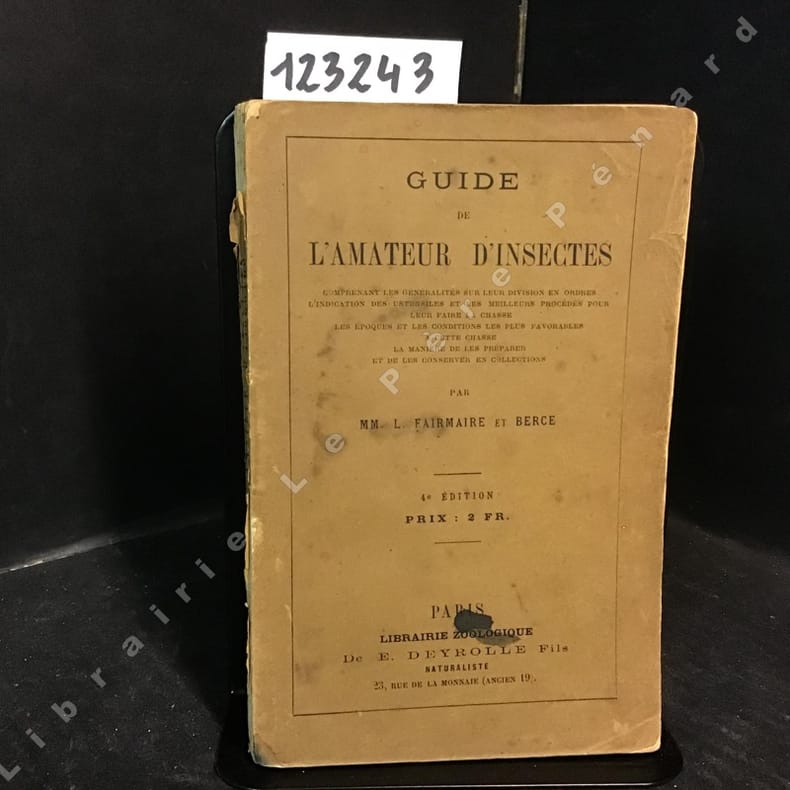 123243
GUIDE
DE
L'AMATEUR D'INSECTES
COMPRENANT LES GÉNÉRALITÉS SUR LEUR DIVISION EN ORDRES
L'INDICATION DES USTENSILES ET LES MEILLEURS PROCÉDÉS POUR
LEUR FAIRE LA CHASSE
LES ÉPOQUES ET LES CONDITIONS LES PLUS FAVORABLES
A CETTE CHASSE
LA MANIÈRE DE LES PRÉPARER
ET DE LES CONSERVER EN COLLECTIONS
PAR
MM. L. FAIRMAIRE ET BERCE
4e ÉDITION
PRIX : 2 FR.
PARIS
LIBRAIRIE ZOOLOGIQUE
De E. DEYROLLE Fils
NATURALISTE
23, RUE DE LA MONNAIE (ANCIEN 19).
Librairie Le Père Pénard